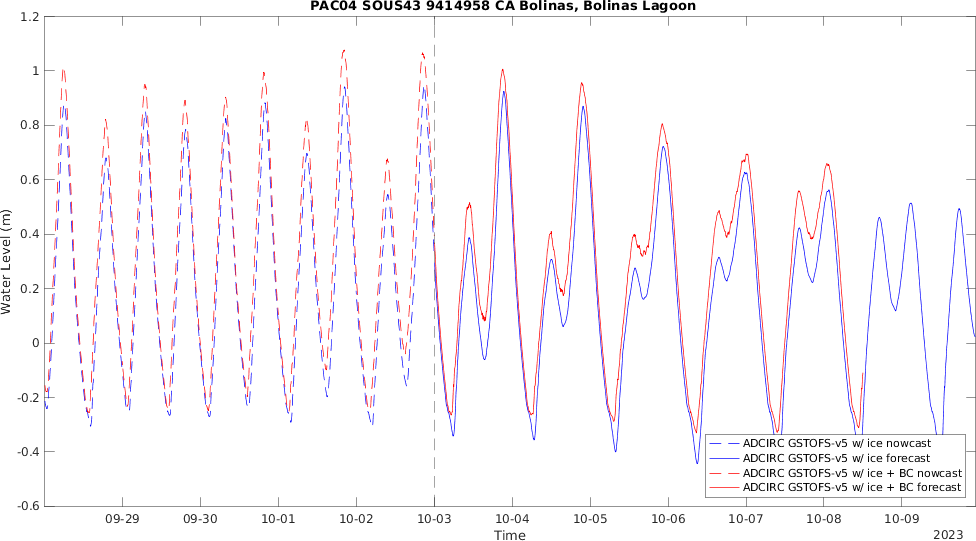 PAC04 SOUS43 9414958 CA Bolinas, Bolinas Lagoon
1.2
1
0.8
0.6
0.4
0.2
0
-0.2
-0.4
-0.6
Water Level (m)
ADCIRC GSTOFS-v5 w/ ice nowcast
ADCIRC GSTOFS-v5 w/ ice forecast
ADCIRC GSTOFS-v5 w/ ice + BC nowcast
ADCIRC GSTOFS-v5 w/ ice + BC forecast
09-29 09-30 10-01 10-02 10-03 10-04 10-05 10-06 10-07 10-08 10-09
Time
2023